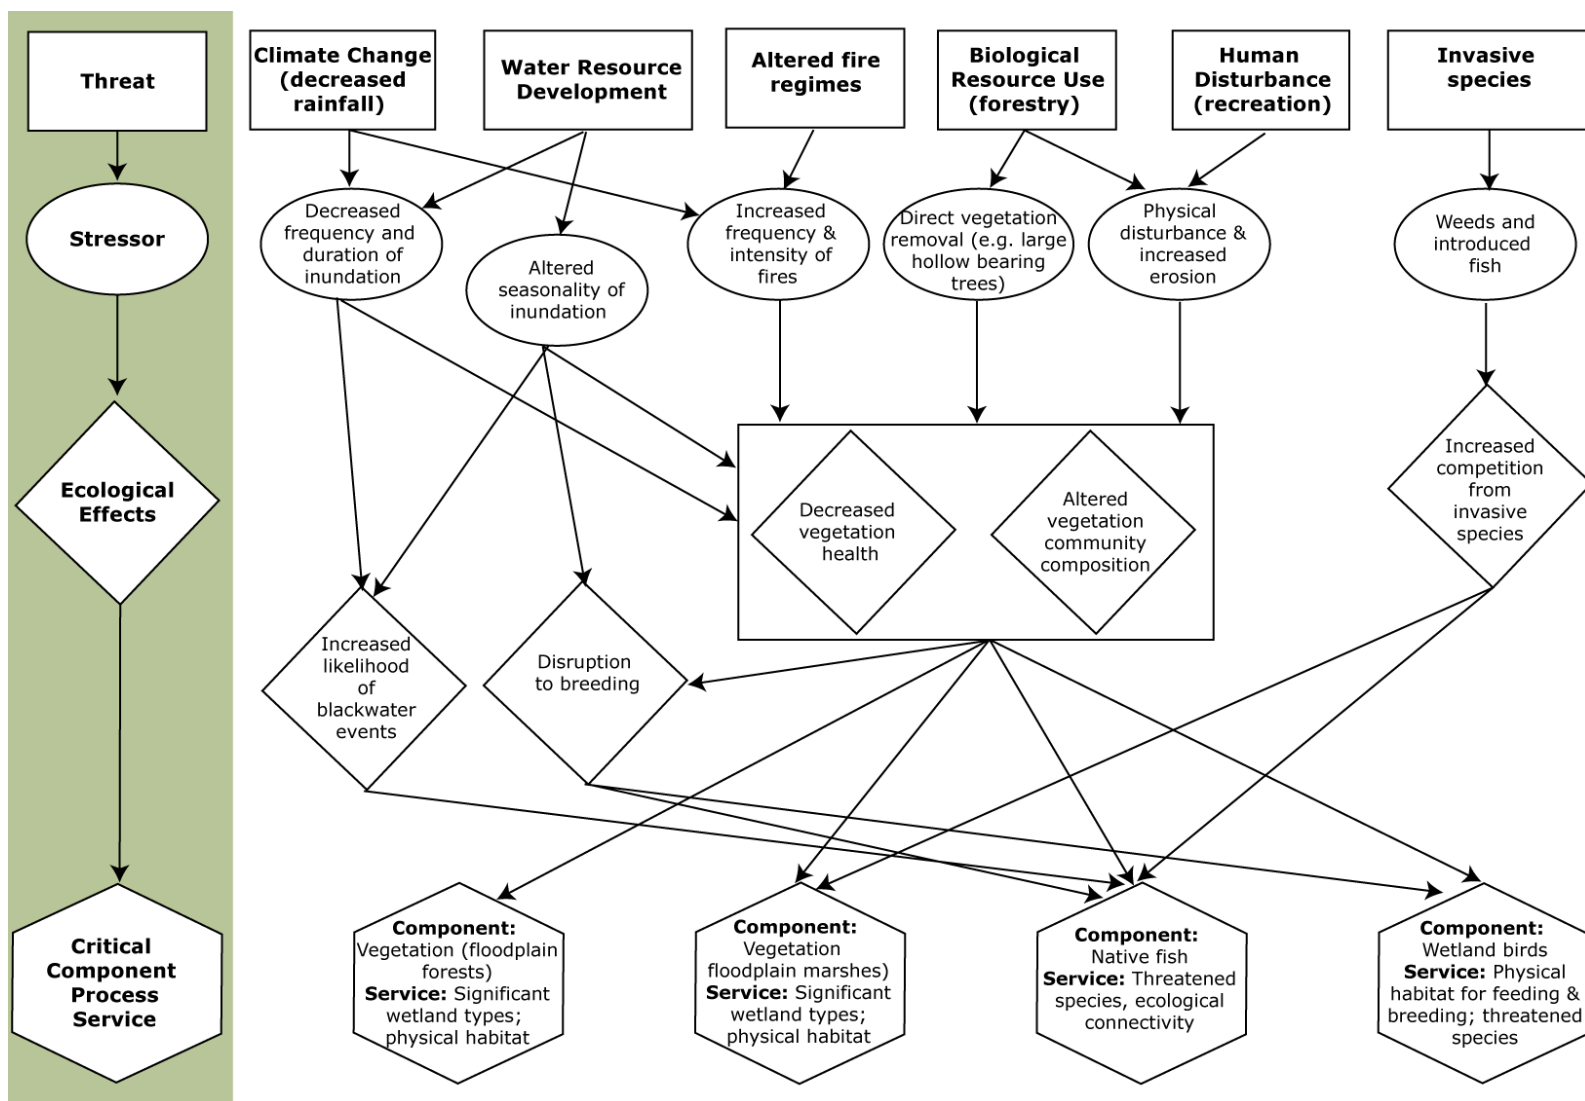 Threat
Climate Change
(decreased
rainfall)
Water Resource
Development
Altered fire
regimes
Biological
Resource Use
(forestry)
Human
Disturbance
(recreation)
Invasive
species
Stressor
Decreased
frequency and
duration of
inundation
Altered
seasonality of
inundation
Increased
frequency &
intensity of
fires
Direct vegetation
removal (e.g. large
hollow bearing
trees)
Physical
disturbance &
increased
erosion
Weeds and
introduced
fish
Ecological
Effects
Increased
likelihood
of
blackwater
events
Disruption
to breeding
Decreased
vegetation
health
Altered
vegetation
community
composition
Increased
competition
from
invasive
species
Critical
Component
Process
Service
Component:
Vegetation (floodplain
forests)
Service: Significant
wetland types;
physical habitat
Component:
Vegetation
floodplain marshes)
Service: Significant
wetland types;
physical habitat
Component:
Native fish
Service: Threatened
species, ecological
connectivity
Component:
Wetland birds
Service: Physical
habitat for feeding &
breeding; threatened
species